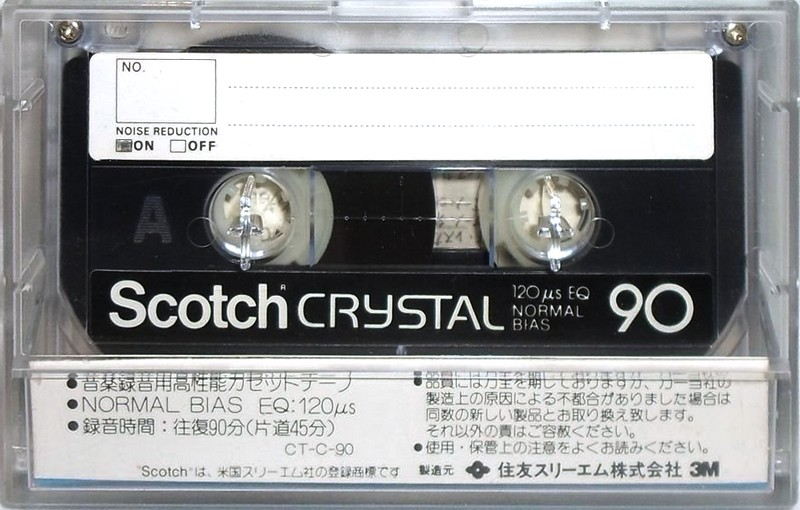 NO.
NOISE REDUCTION
ON OFF
A
Scotch® CRYSTAL 120µs EQ NORMAL BIAS 90
●音楽録音用高性能カセットテープ
●NORMAL BIAS EQ:120µs
●録音時間:往復90分(片道45分)
CT-C-90
"Scotch"は、米国スリーエム社の登録商標です
●品質には万全を期しておりますが、万一当社の
製造上の原因による不都合がありました場合は
同数の新しい製品とお取り換え致します。
それ以外の責はご容赦ください。
●使用・保管上の注意をよくお読みください。
製造元 住友スリーエム株式会社 3M